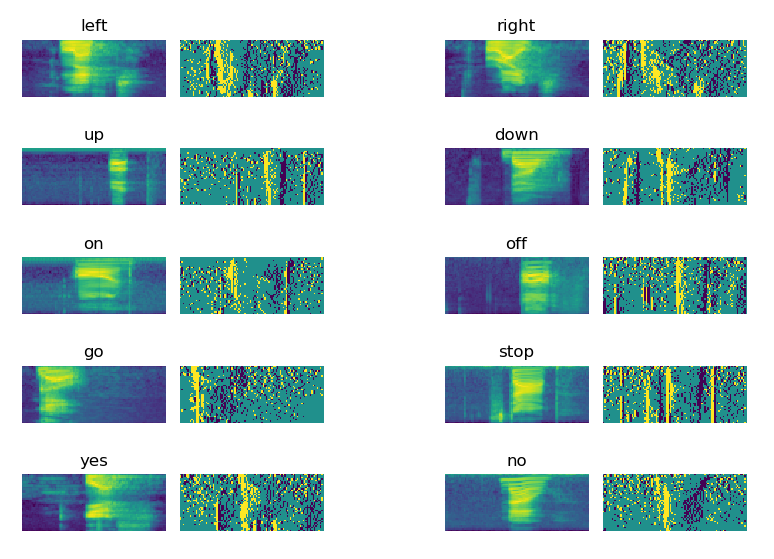 left
right
up
down
on
off
go
stop
yes
no